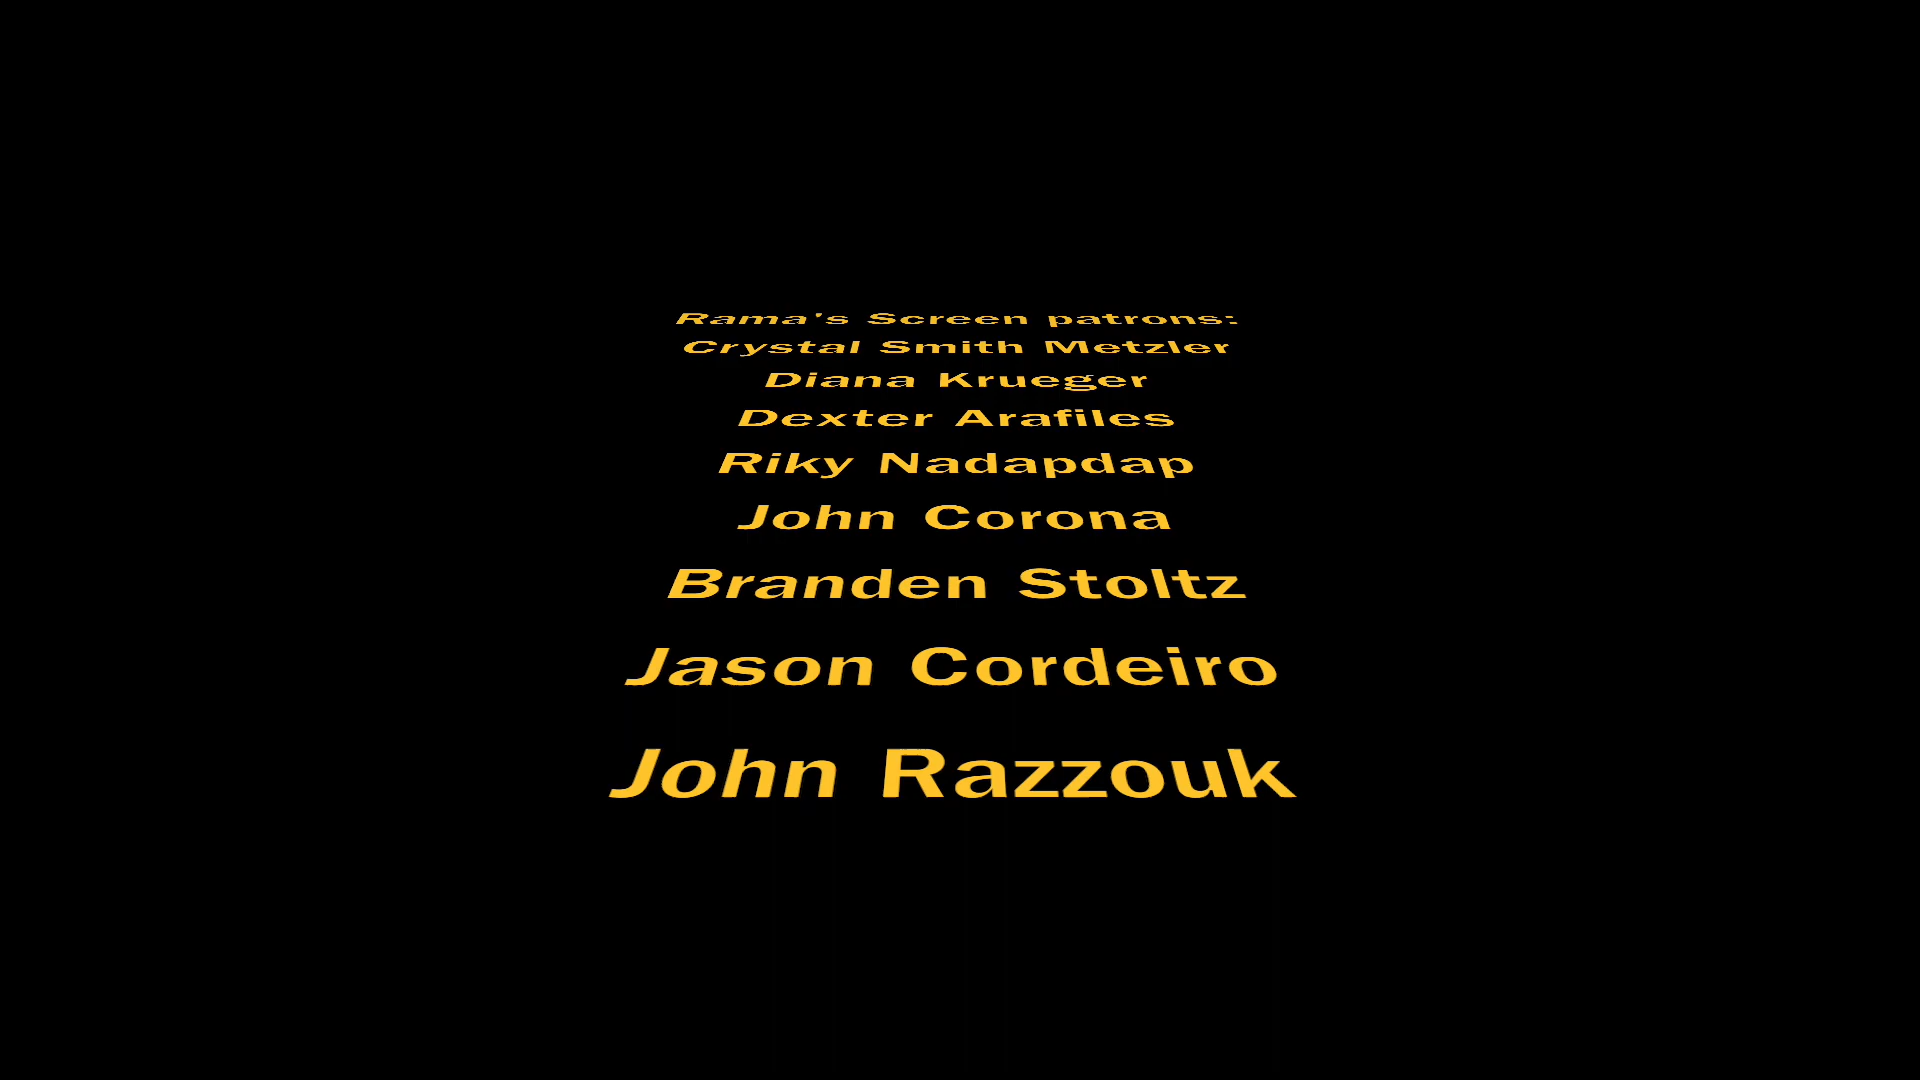 Rama's Screen patrons:
Crystal Smith Metzler
Diana Krueger
Dexter Arafiles
Riky Nadapdap
John Corona
Branden Stoltz
Jason Cordeiro
John Razzouk